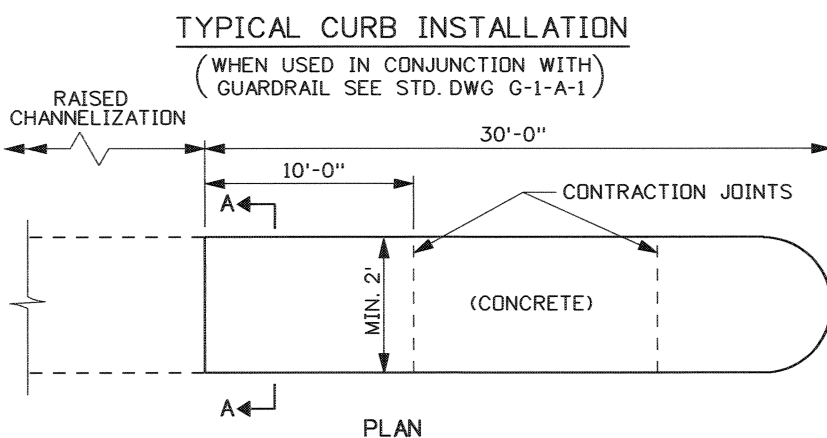 TYPICAL CURB INSTALLATION
(WHEN USED IN CONJUNCTION WITH
GUARDRAIL SEE STD. DWG G-1-A-1)
RAISED
CHANNELIZATION
30'-0"
10'-0"
CONTRACTION JOINTS
A
MIN. 2'
(CONCRETE)
A
PLAN